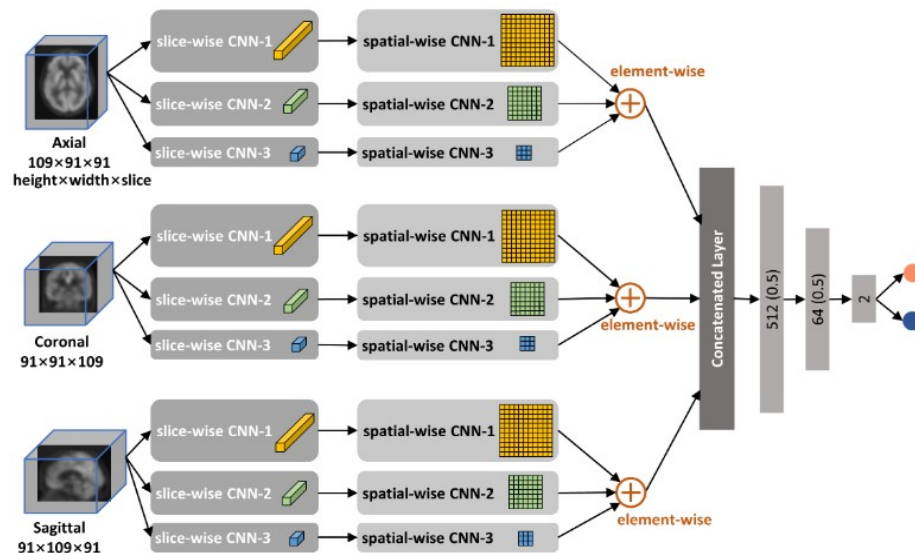 slice-wise CNN-1
spatial-wise CNN-1
element-wise
slice-wise CNN-2
spatial-wise CNN-2
Axial
109×91×91
height×width×slice
slice-wise CNN-3
spatial-wise CNN-3
slice-wise CNN-1
spatial-wise CNN-1
slice-wise CNN-2
spatial-wise CNN-2
element-wise
Coronal
91×91×109
slice-wise CNN-3
spatial-wise CNN-3
slice-wise CNN-1
spatial-wise CNN-1
slice-wise CNN-2
spatial-wise CNN-2
element-wise
Sagittal
91×109×91
slice-wise CNN-3
spatial-wise CNN-3
Concatenated Layer
512 (0.5)
64 (0.5)
2